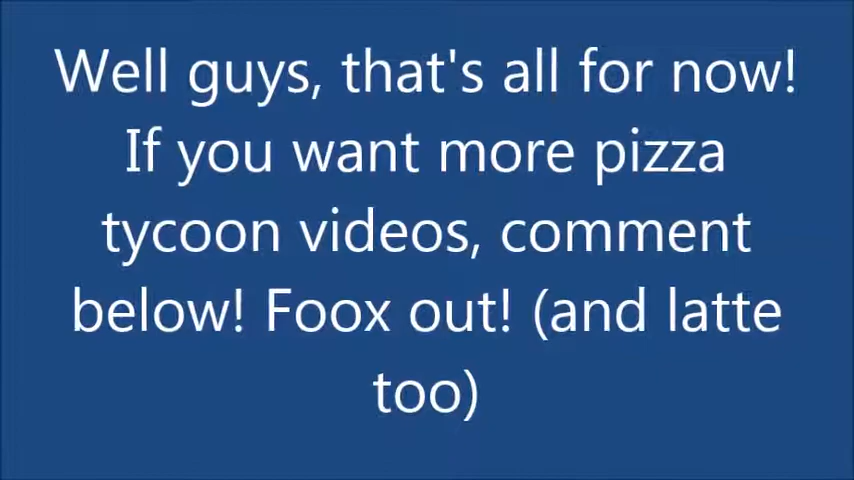 Well guys, that's all for now!
If you want more pizza
tycoon videos, comment
below! Foox out! (and latte
too)